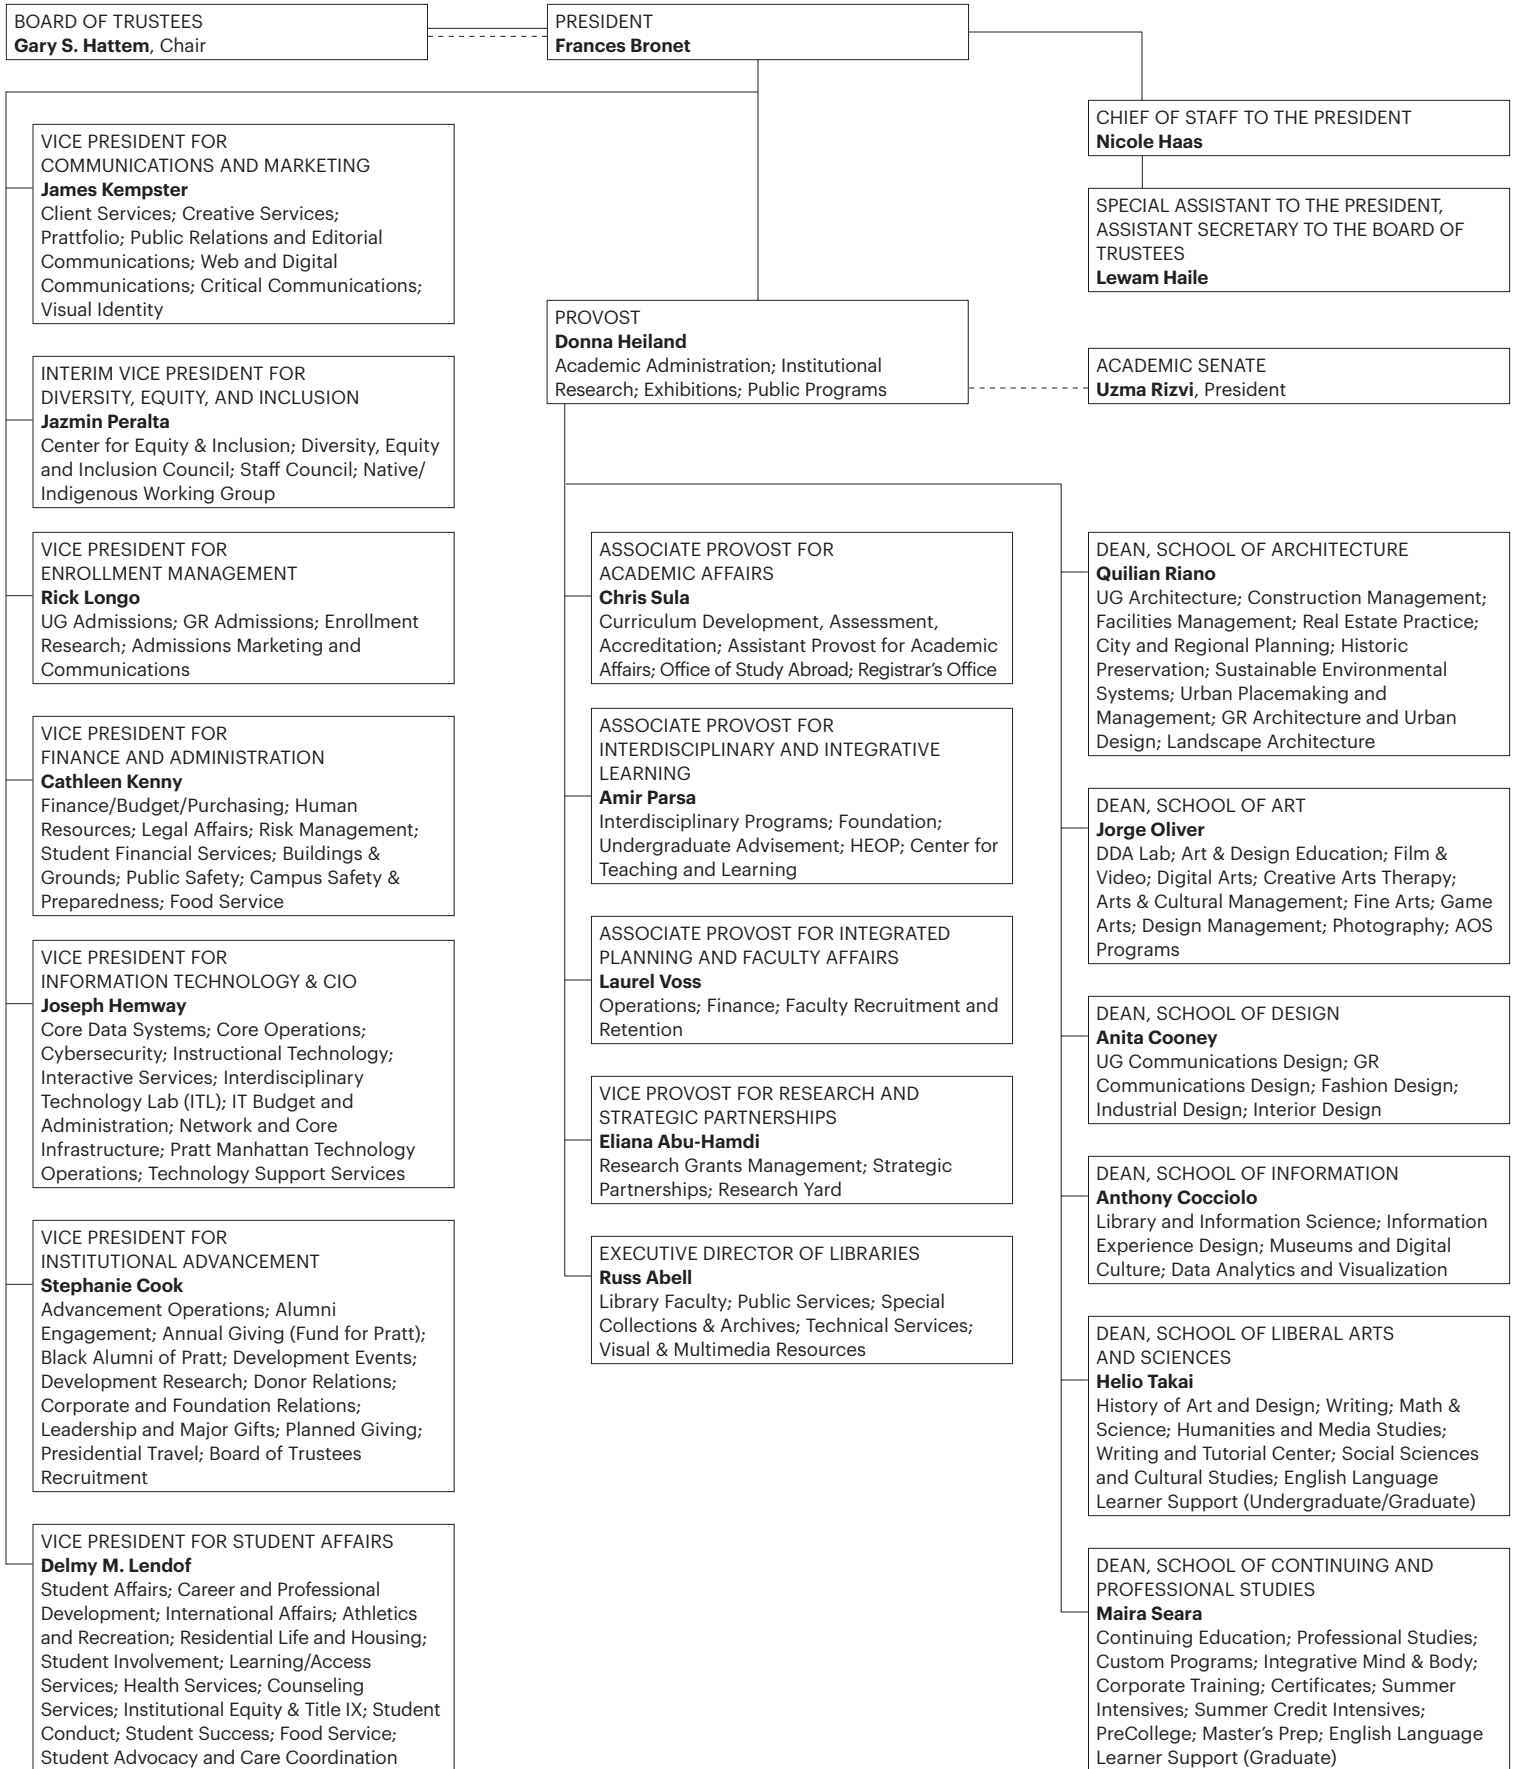 BOARD OF TRUSTEES
Gary S. Hattem, Chair
PRESIDENT
Frances Bronet
CHIEF OF STAFF TO THE PRESIDENT
Nicole Haas
SPECIAL ASSISTANT TO THE PRESIDENT,
ASSISTANT SECRETARY TO THE BOARD OF
TRUSTEES
Lewam Haile
VICE PRESIDENT FOR
COMMUNICATIONS AND MARKETING
James Kempster
Client Services; Creative Services;
Prattfolio; Public Relations and Editorial
Communications; Web and Digital
Communications; Critical Communications;
Visual Identity
INTERIM VICE PRESIDENT FOR
DIVERSITY, EQUITY, AND INCLUSION
Jazmin Peralta
Center for Equity & Inclusion; Diversity, Equity
and Inclusion Council; Staff Council; Native/
Indigenous Working Group
VICE PRESIDENT FOR
ENROLLMENT MANAGEMENT
Rick Longo
UG Admissions; GR Admissions; Enrollment
Research; Admissions Marketing and
Communications
VICE PRESIDENT FOR
FINANCE AND ADMINISTRATION
Cathleen Kenny
Finance/Budget/Purchasing; Human
Resources; Legal Affairs; Risk Management;
Student Financial Services; Buildings &
Grounds; Public Safety; Campus Safety &
Preparedness; Food Service
VICE PRESIDENT FOR
INFORMATION TECHNOLOGY & CIO
Joseph Hemway
Core Data Systems; Core Operations;
Cybersecurity; Instructional Technology;
Interactive Services; Interdisciplinary
Technology Lab (ITL); IT Budget and
Administration; Network and Core
Infrastructure; Pratt Manhattan Technology
Operations; Technology Support Services
VICE PRESIDENT FOR
INSTITUTIONAL ADVANCEMENT
Stephanie Cook
Advancement Operations; Alumni
Engagement; Annual Giving (Fund for Pratt);
Black Alumni of Pratt; Development Events;
Development Research; Donor Relations;
Corporate and Foundation Relations;
Leadership and Major Gifts; Planned Giving;
Presidential Travel; Board of Trustees
Recruitment
VICE PRESIDENT FOR STUDENT AFFAIRS
Delmy M. Lendof
Student Affairs; Career and Professional
Development; International Affairs; Athletics
and Recreation; Residential Life and Housing;
Student Involvement; Learning/Access
Services; Health Services; Counseling
Services; Institutional Equity & Title IX; Student
Conduct; Student Success; Food Service;
Student Advocacy and Care Coordination
PROVOST
Donna Heiland
Academic Administration; Institutional
Research; Exhibitions; Public Programs
ACADEMIC SENATE
Uzma Rizvi, President
ASSOCIATE PROVOST FOR
ACADEMIC AFFAIRS
Chris Sula
Curriculum Development, Assessment,
Accreditation; Assistant Provost for Academic
Affairs; Office of Study Abroad; Registrar's Office
ASSOCIATE PROVOST FOR
INTERDISCIPLINARY AND INTEGRATIVE
LEARNING
Amir Parsa
Interdisciplinary Programs; Foundation;
Undergraduate Advisement; HEOP; Center for
Teaching and Learning
ASSOCIATE PROVOST FOR INTEGRATED
PLANNING AND FACULTY AFFAIRS
Laurel Voss
Operations; Finance; Faculty Recruitment and
Retention
VICE PROVOST FOR RESEARCH AND
STRATEGIC PARTNERSHIPS
Eliana Abu-Hamdi
Research Grants Management; Strategic
Partnerships; Research Yard
EXECUTIVE DIRECTOR OF LIBRARIES
Russ Abell
Library Faculty; Public Services; Special
Collections & Archives; Technical Services;
Visual & Multimedia Resources
DEAN, SCHOOL OF ARCHITECTURE
Quilian Riano
UG Architecture; Construction Management;
Facilities Management; Real Estate Practice;
City and Regional Planning; Historic
Preservation; Sustainable Environmental
Systems; Urban Placemaking and
Management; GR Architecture and Urban
Design; Landscape Architecture
DEAN, SCHOOL OF ART
Jorge Oliver
DDA Lab; Art & Design Education; Film &
Video; Digital Arts; Creative Arts Therapy;
Arts & Cultural Management; Fine Arts; Game
Arts; Design Management; Photography; AOS
Programs
DEAN, SCHOOL OF DESIGN
Anita Cooney
UG Communications Design; GR
Communications Design; Fashion Design;
Industrial Design; Interior Design
DEAN, SCHOOL OF INFORMATION
Anthony Cocciolo
Library and Information Science; Information
Experience Design; Museums and Digital
Culture; Data Analytics and Visualization
DEAN, SCHOOL OF LIBERAL ARTS
AND SCIENCES
Helio Takai
History of Art and Design; Writing; Math &
Science; Humanities and Media Studies;
Writing and Tutorial Center; Social Sciences
and Cultural Studies; English Language
Learner Support (Undergraduate/Graduate)
DEAN, SCHOOL OF CONTINUING AND
PROFESSIONAL STUDIES
Maira Seara
Continuing Education; Professional Studies;
Custom Programs; Integrative Mind & Body;
Corporate Training; Certificates; Summer
Intensives; Summer Credit Intensives;
PreCollege; Master's Prep; English Language
Learner Support (Graduate)